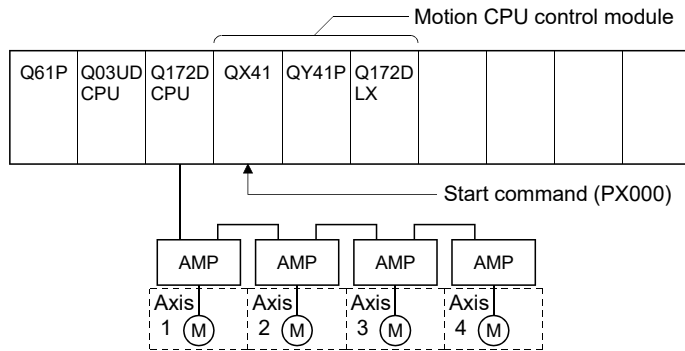 Motion CPU control module
Q61P Q03UD Q172D QX41 QY41P Q172D
CPU CPU LX
Start command (PX000)
AMP AMP AMP AMP
Axis Axis Axis Axis
1 M 2 M 3 M 4 M